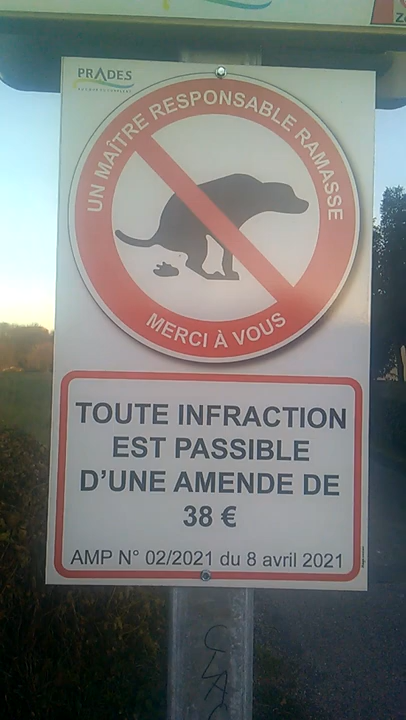 PRADES
UN MAÎTRE RESPONSABLE RAMASSE
MERCI À VOUS
TOUTE INFRACTION
EST PASSIBLE
D'UNE AMENDE DE
38 €
AMP N° 02/2021 du 8 avril 2021